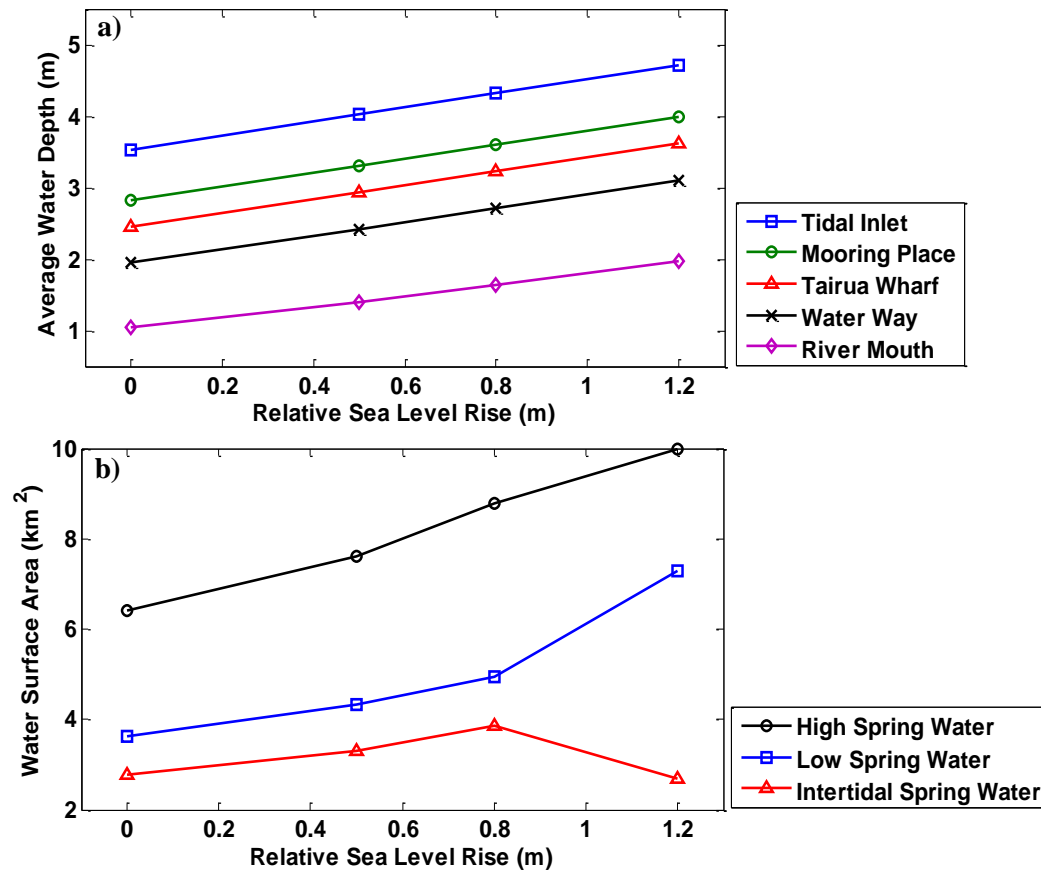 a)
5
4
3
2
1
Average Water Depth (m)
0 0.2 0.4 0.6 0.8 1 1.2
Relative Sea Level Rise (m)
Tidal Inlet
Mooring Place
Tairua Wharf
Water Way
River Mouth
b)
10
8
6
4
2
Water Surface Area (km 2)
0 0.2 0.4 0.6 0.8 1 1.2
Relative Sea Level Rise (m)
High Spring Water
Low Spring Water
Intertidal Spring Water